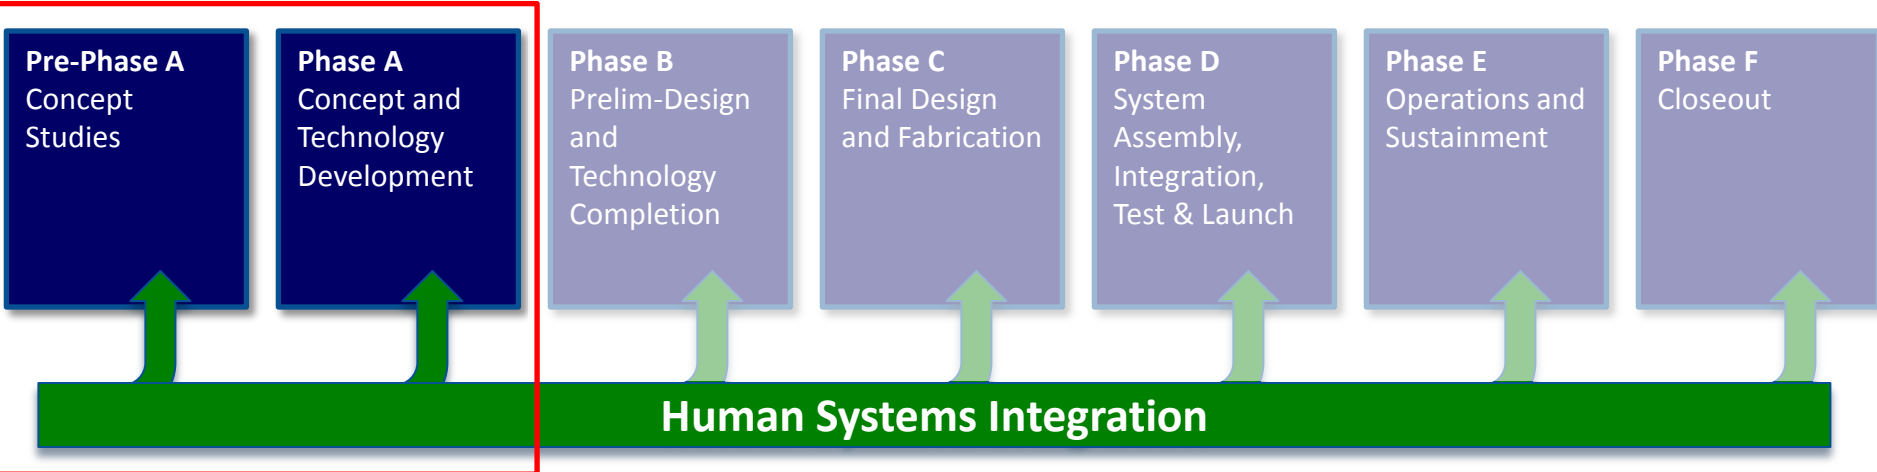 Pre-Phase A
Concept
Studies
Phase A
Concept and
Technology
Development
Phase B
Prelim-Design
and
Technology
Completion
Phase C
Final Design
and Fabrication
Phase D
System
Assembly,
Integration,
Test & Launch
Phase E
Operations and
Sustainment
Phase F
Closeout
Human Systems Integration